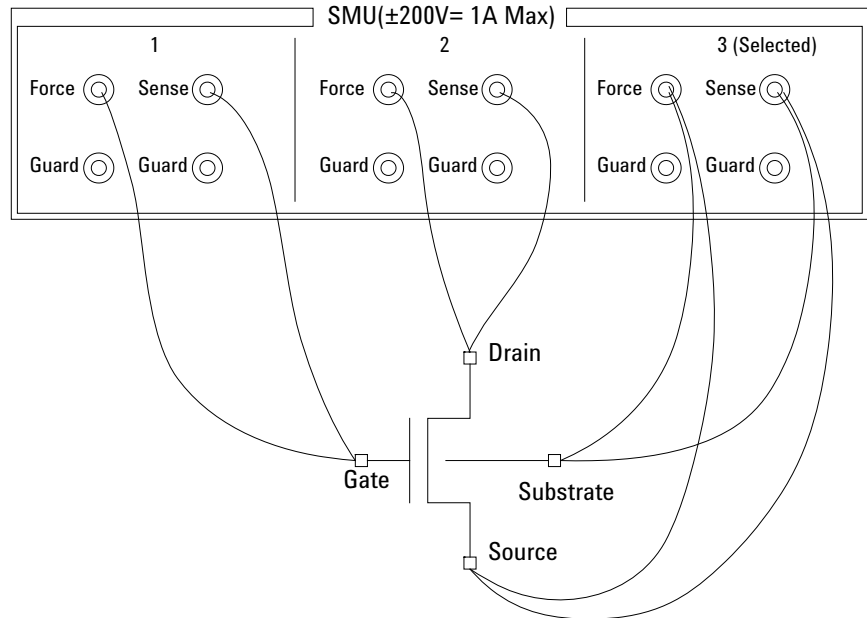 SMU(±200V= 1A Max)
1
2
3 (Selected)
Force
Sense
Force
Sense
Force
Sense
Guard
Guard
Guard
Guard
Guard
Guard
Drain
Gate
Substrate
Source